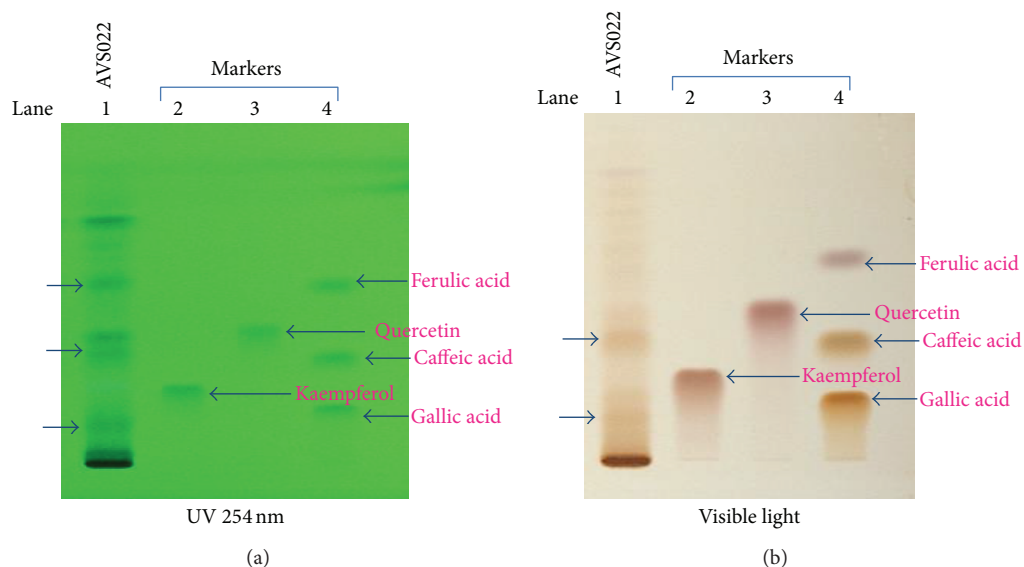 AVS022
Markers
Lane 1 2 3 4
Ferulic acid
Quercetin
Caffeic acid
Kaempferol
Gallic acid
UV 254 nm
(a)
AVS022
Markers
Lane 1 2 3 4
Ferulic acid
Quercetin
Caffeic acid
Kaempferol
Gallic acid
Visible light
(b)